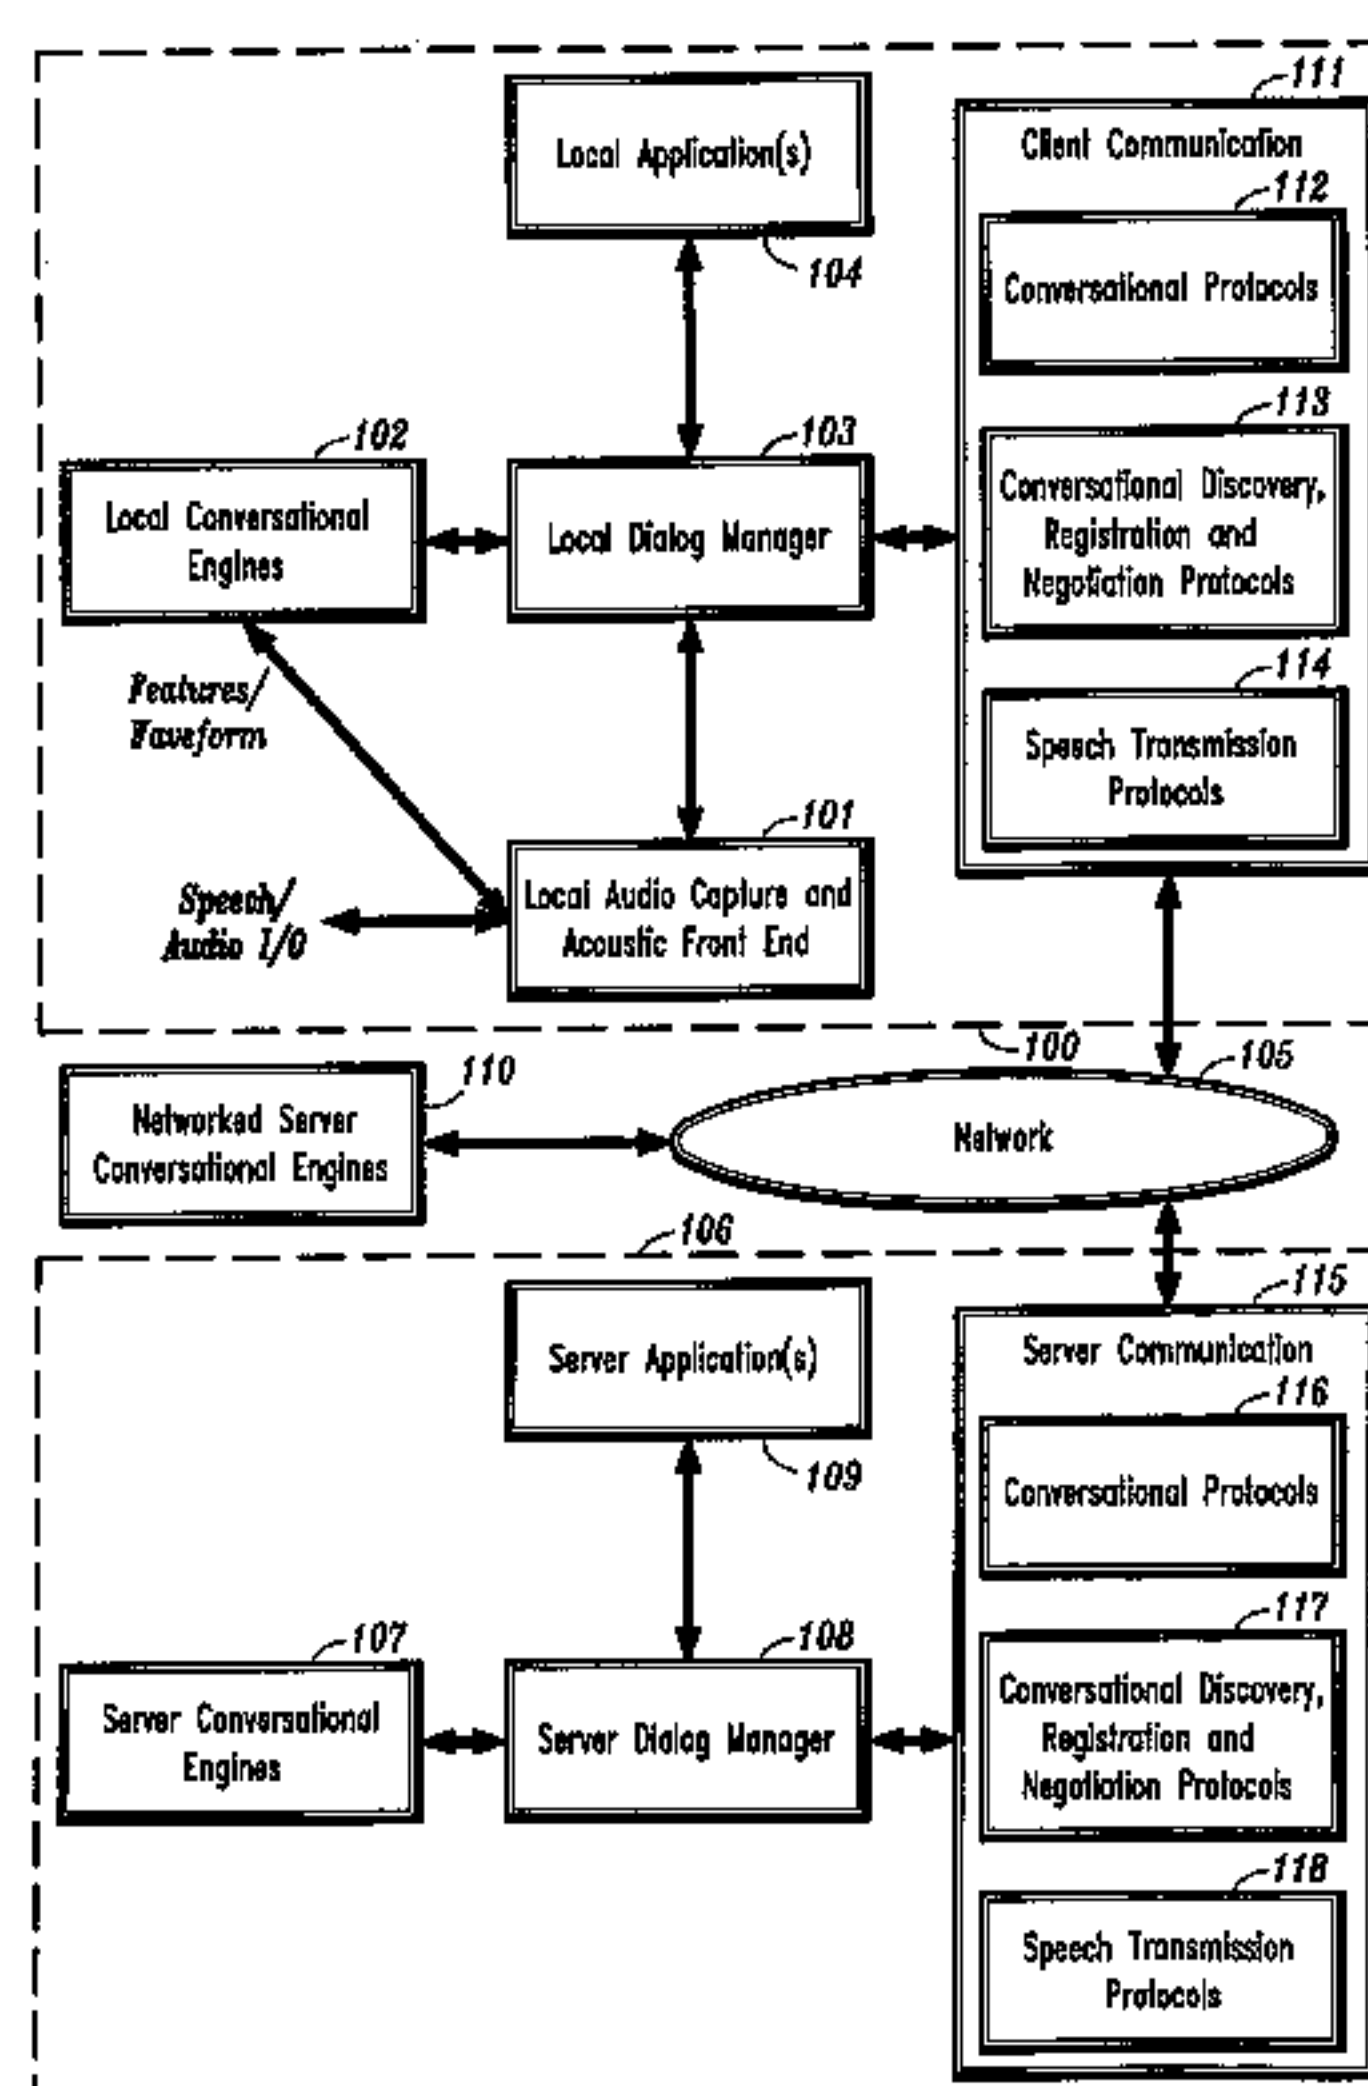 111
Client Communication
Local Application(s)
104
112
Conversational Protocols
113
Conversational Discovery,
Registration and
Negotiation Protocols
114
Speech Transmission
Protocols
102
Local Conversational
Engines
103
Local Dialog Manager
Features/
Waveform
101
Local Audio Capture and
Acoustic Front End
Speech/
Audio I/O
100
105
110
Networked Server
Conversational Engines
Network
106
115
Server Communication
Server Application(s)
109
116
Conversational Protocols
117
Conversational Discovery,
Registration and
Negotiation Protocols
118
Speech Transmission
Protocols
107
Server Conversational
Engines
108
Server Dialog Manager